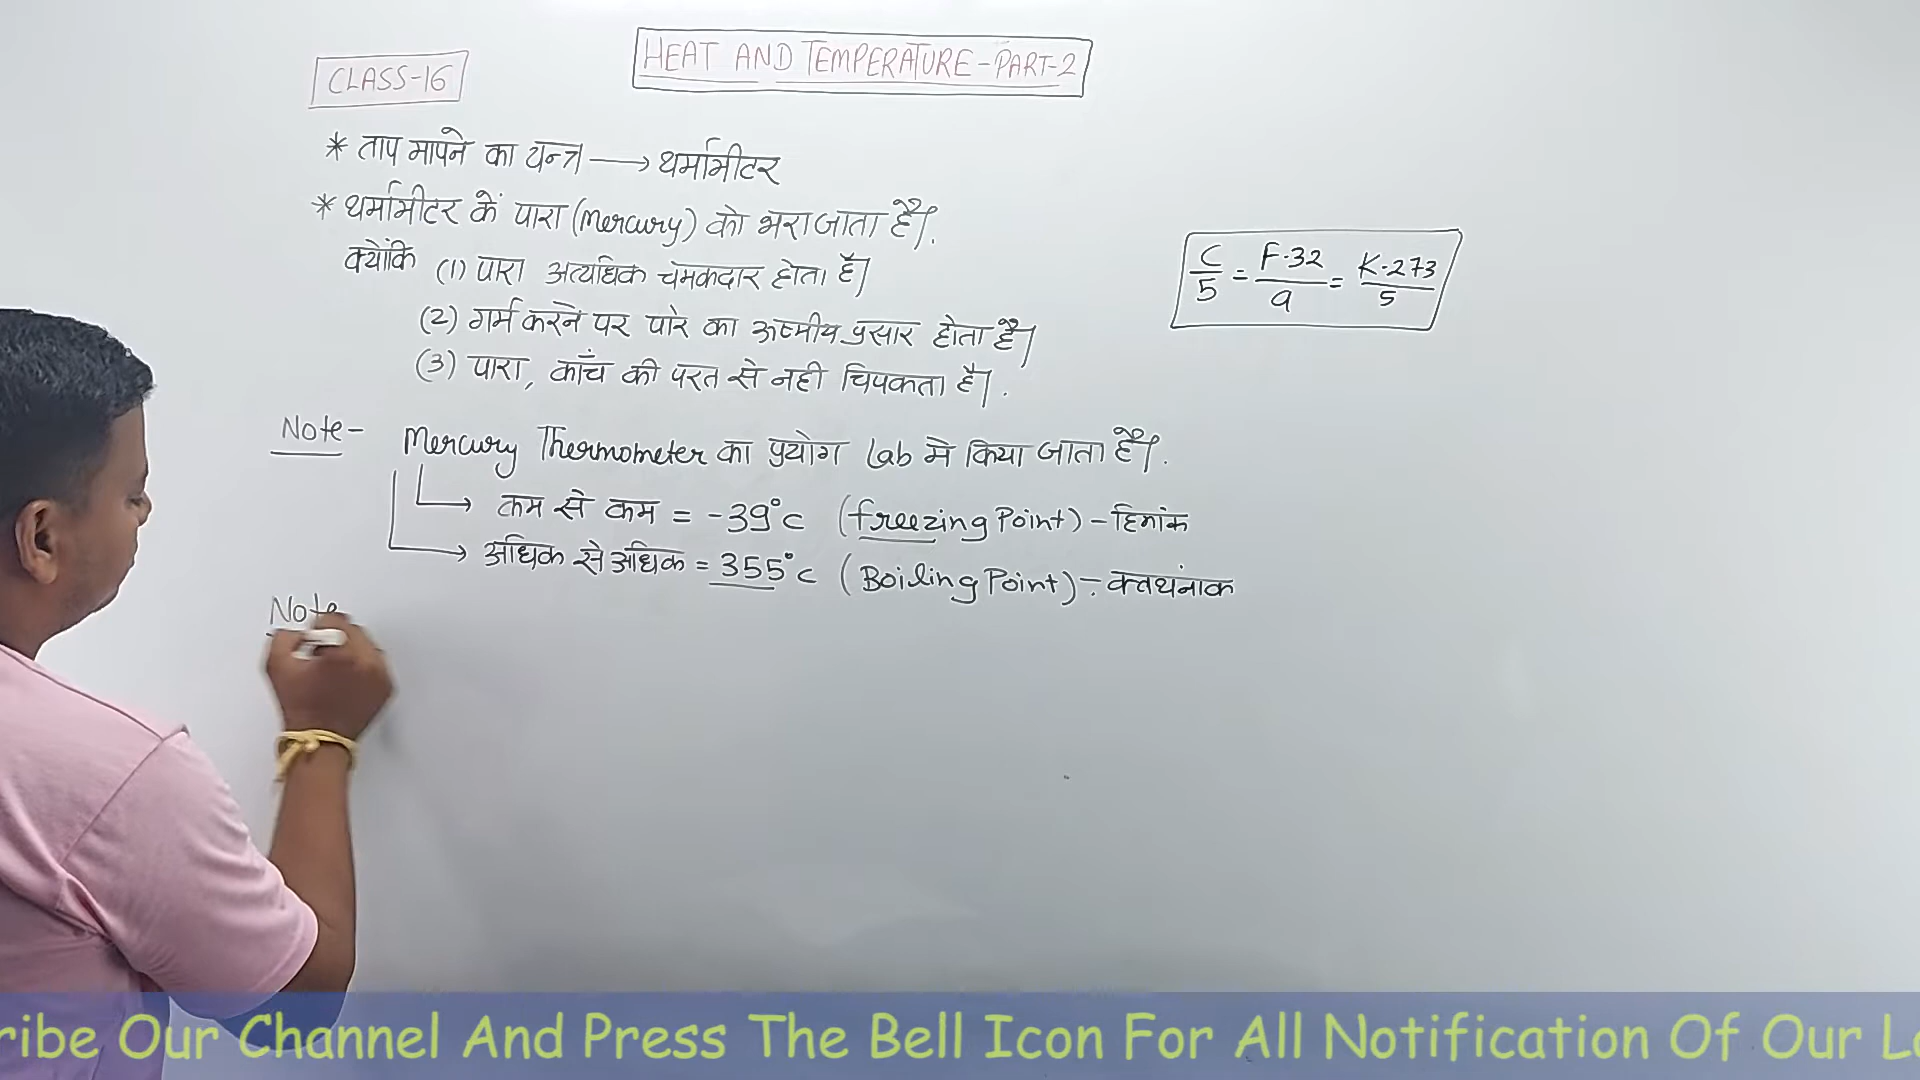 CLASS-16
HEAT AND TEMPERATURE-PART-2
* ताप मापने का यन्त्र → थर्मामीटर
* थर्मामीटर कें पारा (Mercury) को भरा जाता है।.
क्योंकि (1) पारा अत्यधिक चमकदार होता है।
(2) गर्म करने पर पारे का ऊष्मीय प्रसार होता है।
(3) पारा, काँच की परत से नही चिपकता है।.
C/5 = F-32/9 = K-273/5
Note- Mercury Thermometer का प्रयोग Lab मे किया जाता है।.
→ कम से कम = -39°c (freezing Point) - हिमांक
→ अधिक से अधिक = 355°c (Boiling Point) - क्वथंनाक
Note
ribe Our Channel And Press The Bell Icon For All Notification Of Our La